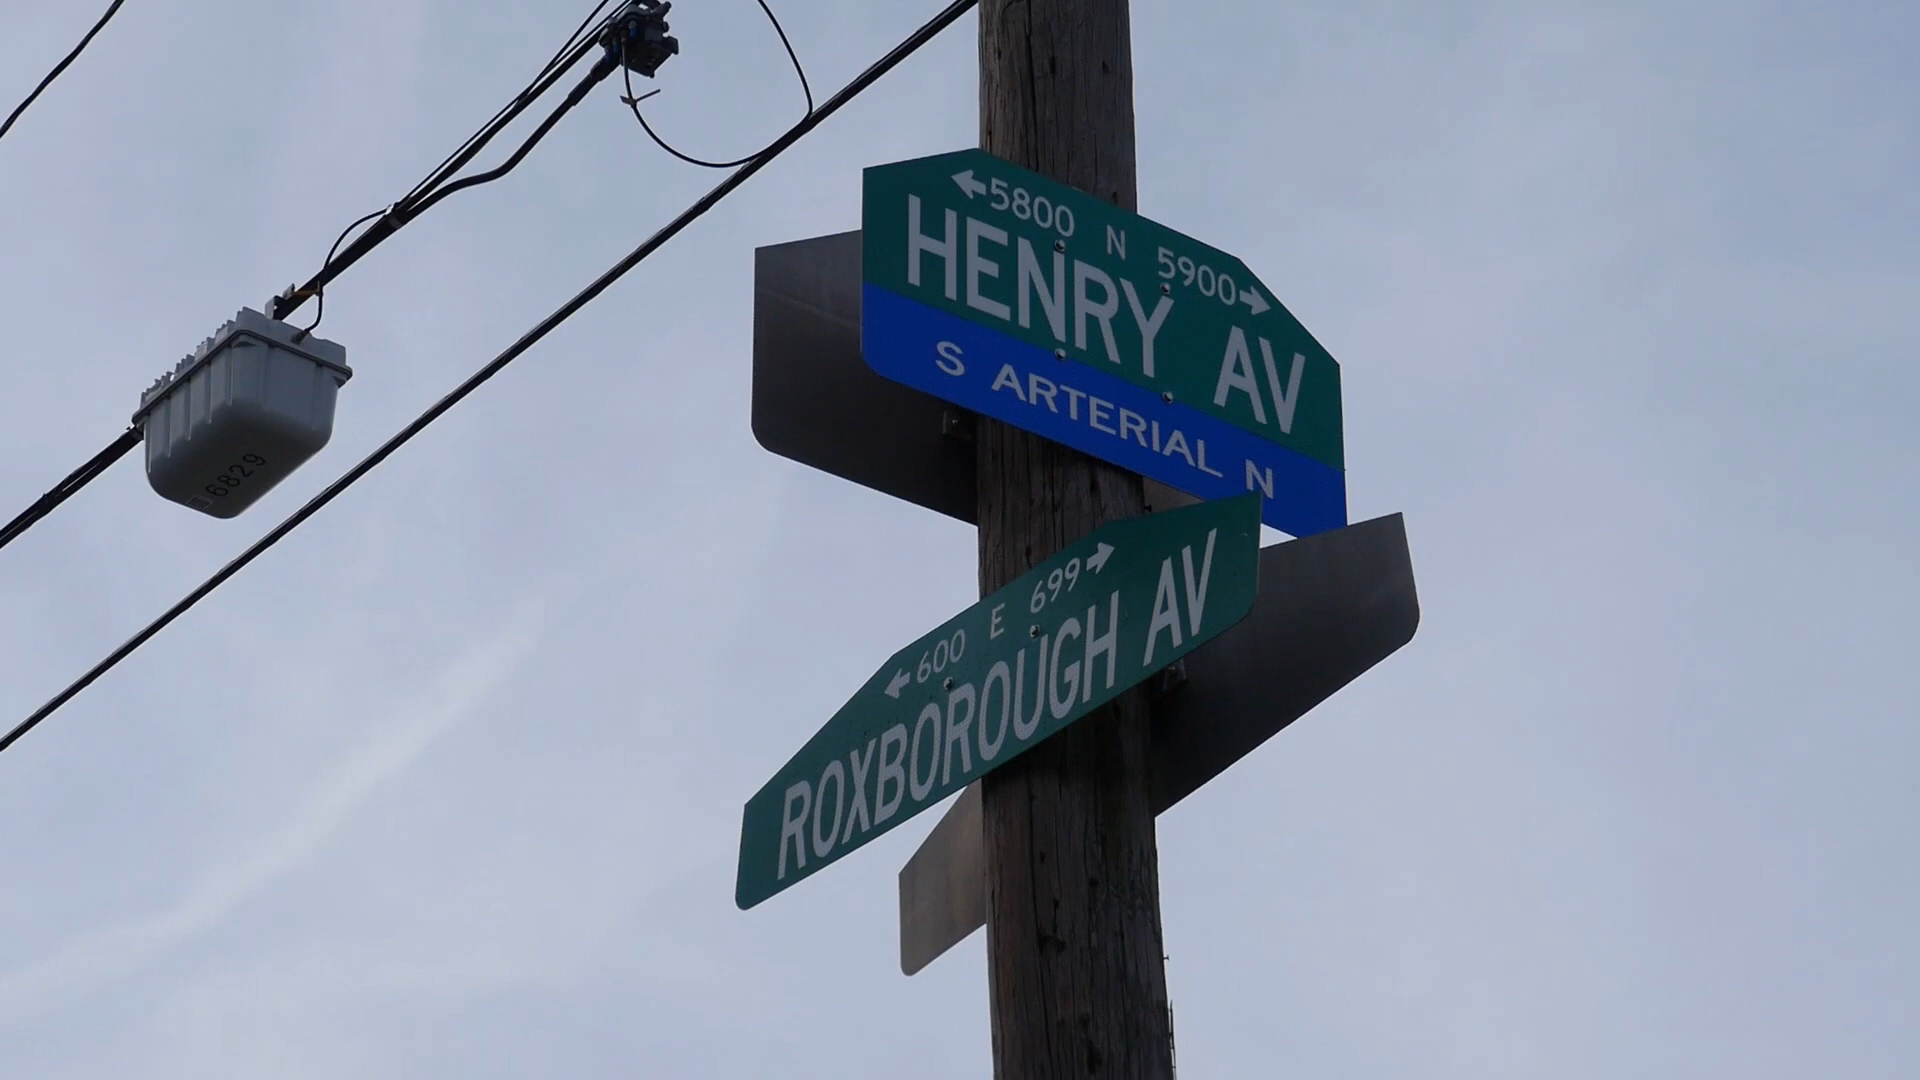 ←5800 N 5900→
HENRY AV
S ARTERIAL N
←600 E 699→
ROXBOROUGH AV
6829